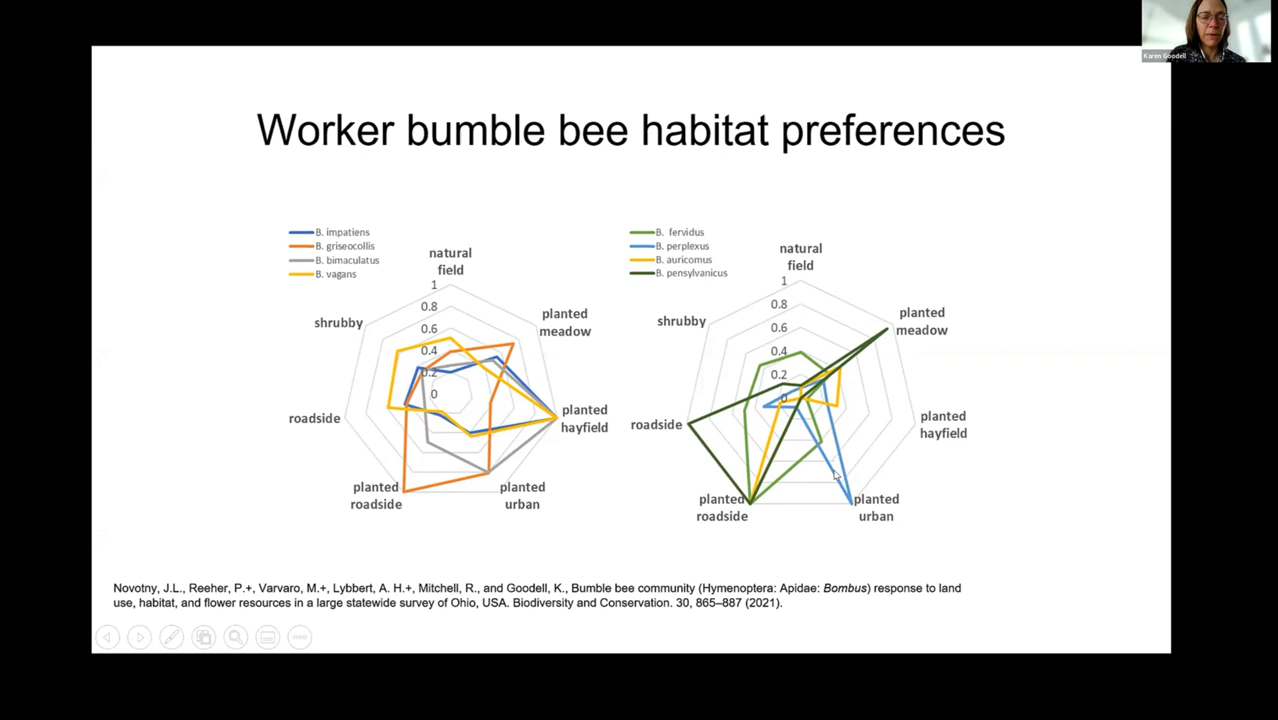 Karen Goodell
Worker bumble bee habitat preferences
B. impatiens
B. griseocollis
B. bimaculatus
B. vagans
natural
field
1
0.8
0.6
0.4
0.2
0
planted
meadow
planted
hayfield
planted
urban
planted
roadside
roadside
shrubby
B. fervidus
B. perplexus
B. auricomus
B. pensylvanicus
natural
field
1
0.8
0.6
0.4
0.2
0
planted
meadow
planted
hayfield
planted
urban
planted
roadside
roadside
shrubby
Novotny, J.L., Reeher, P.+, Varvaro, M.+, Lybbert, A. H.+, Mitchell, R., and Goodell, K., Bumble bee community (Hymenoptera: Apidae: Bombus) response to land
use, habitat, and flower resources in a large statewide survey of Ohio, USA. Biodiversity and Conservation. 30, 865–887 (2021).